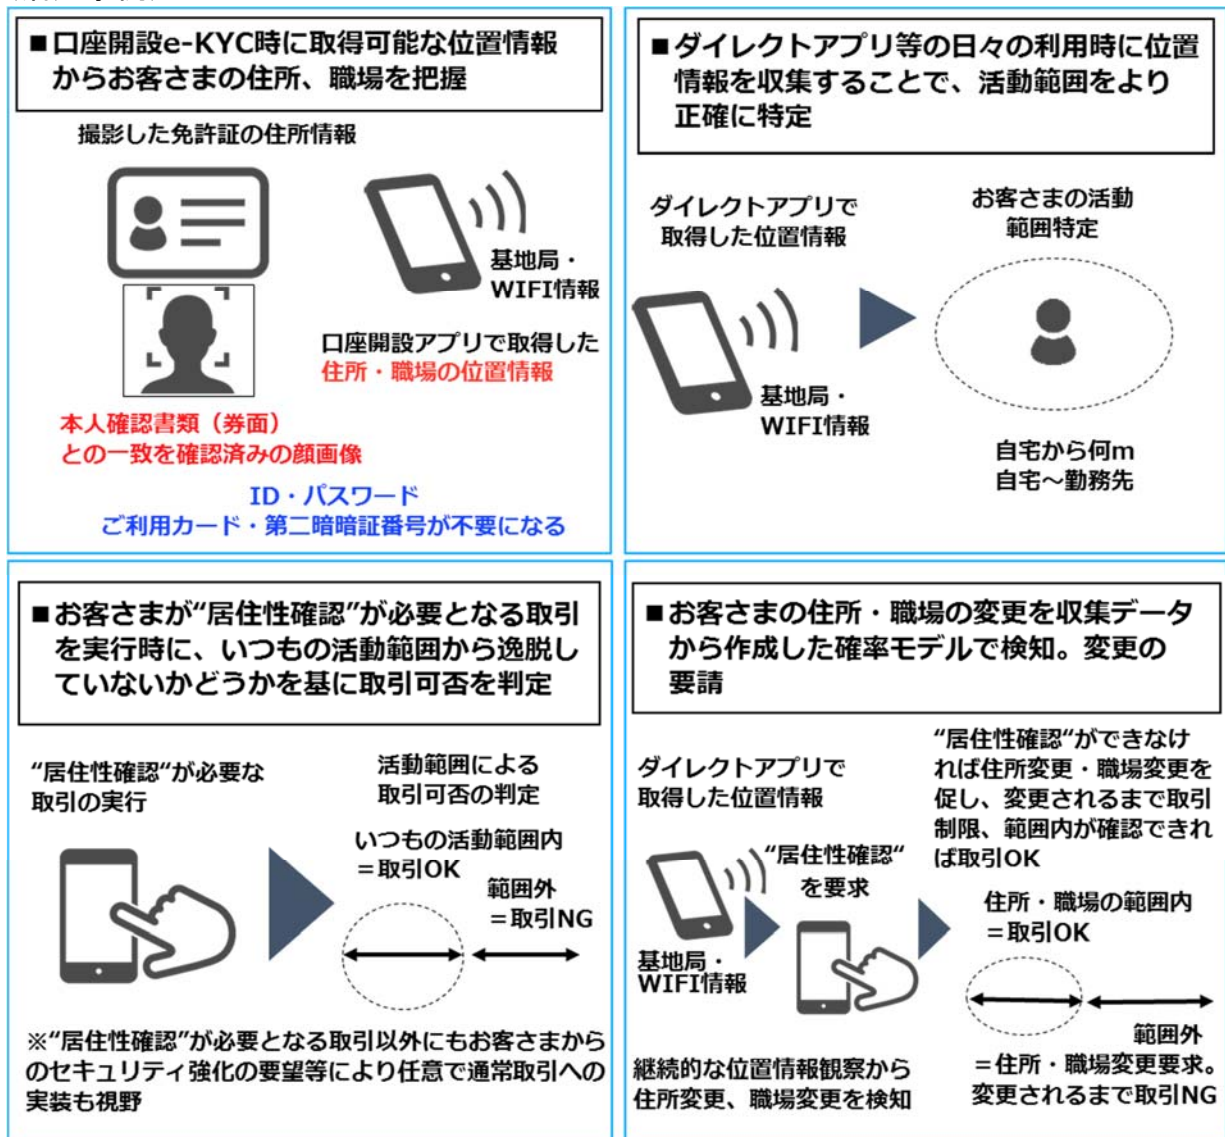 ■口座開設e-KYC時に取得可能な位置情報
からお客さまの住所、職場を把握
撮影した免許証の住所情報
基地局・
WIFI情報
口座開設アプリで取得した
住所・職場の位置情報
本人確認書類（券面）
との一致を確認済みの顔画像
ID・パスワード
ご利用カード・第二暗暗証番号が不要になる
■ダイレクトアプリ等の日々の利用時に位置
情報を収集することで、活動範囲をより
正確に特定
ダイレクトアプリで
取得した位置情報
基地局・
WIFI情報
お客さまの活動
範囲特定
自宅から何m
自宅～勤務先
■お客さまが“居住性確認”が必要となる取引
を実行時に、いつもの活動範囲から逸脱し
ていないかどうかを基に取引可否を判定
“居住性確認”が必要な
取引の実行
活動範囲による
取引可否の判定
いつもの活動範囲内
＝取引OK
範囲外
＝取引NG
※“居住性確認”が必要となる取引以外にもお客さまから
のセキュリティ強化の要望等により任意で通常取引への
実装も視野
■お客さまの住所・職場の変更を収集データ
から作成した確率モデルで検知。変更の
要請
ダイレクトアプリで
取得した位置情報
基地局・
WIFI情報
“居住性確認“
を要求
“居住性確認“ができなけ
れば住所変更・職場変更を
促し、変更されるまで取引
制限、範囲内が確認できれ
ば取引OK
住所・職場の範囲内
＝取引OK
範囲外
＝住所・職場変更要求。
変更されるまで取引NG
継続的な位置情報観察から
住所変更、職場変更を検知